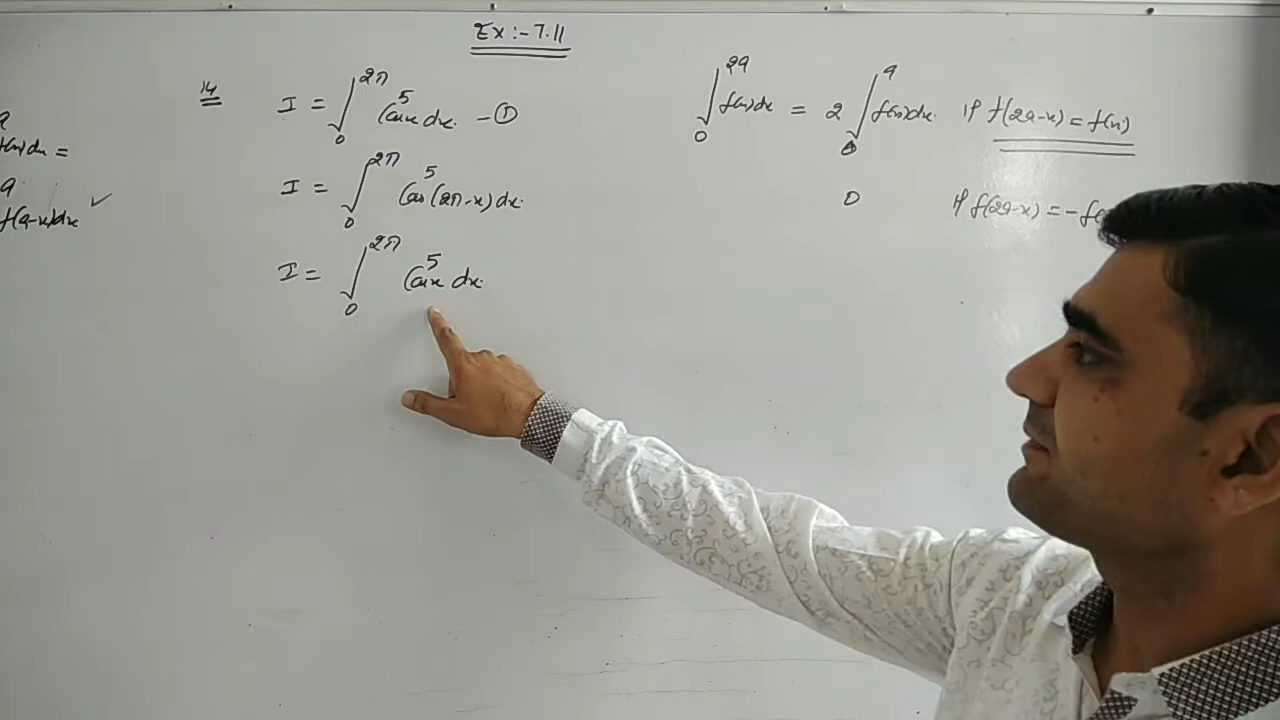 Ex :- 7.11
14
I = ∫₀^2π Cos⁵x dx. - ①
I = ∫₀^2π Cos⁵(2π-x) dx.
I = ∫₀^2π Cos⁵x dx.
∫₀^2a f(x)dx = 2 ∫₀^a f(x)dx. If f(2a-x) = f(x)
0 If f(2a-x) = -f(
a
f(x)dx =
a
f(a-x)dx ✓